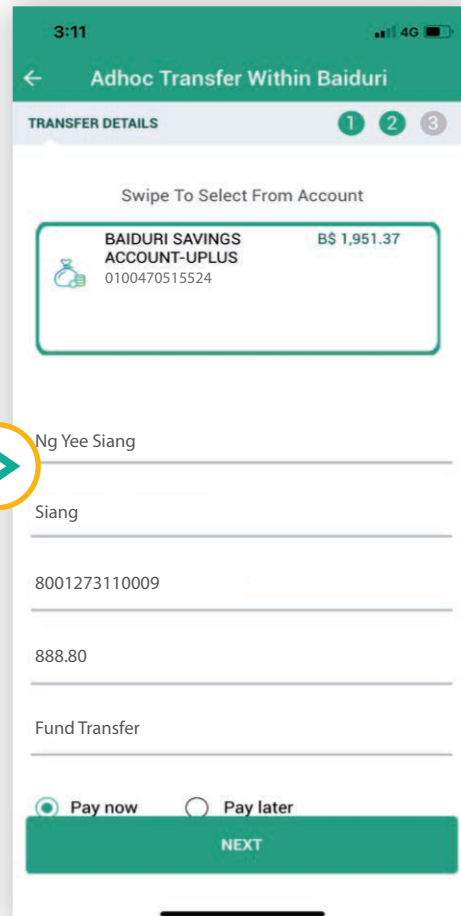 3:11 4G
Adhoc Transfer Within Baiduri
TRANSFER DETAILS 1 2 3
Swipe To Select From Account
BAIDURI SAVINGS B$ 1,951.37
ACCOUNT-UPLUS
0100470515524
Ng Yee Siang
Siang
8001273110009
888.80
Fund Transfer
Pay now Pay later
NEXT